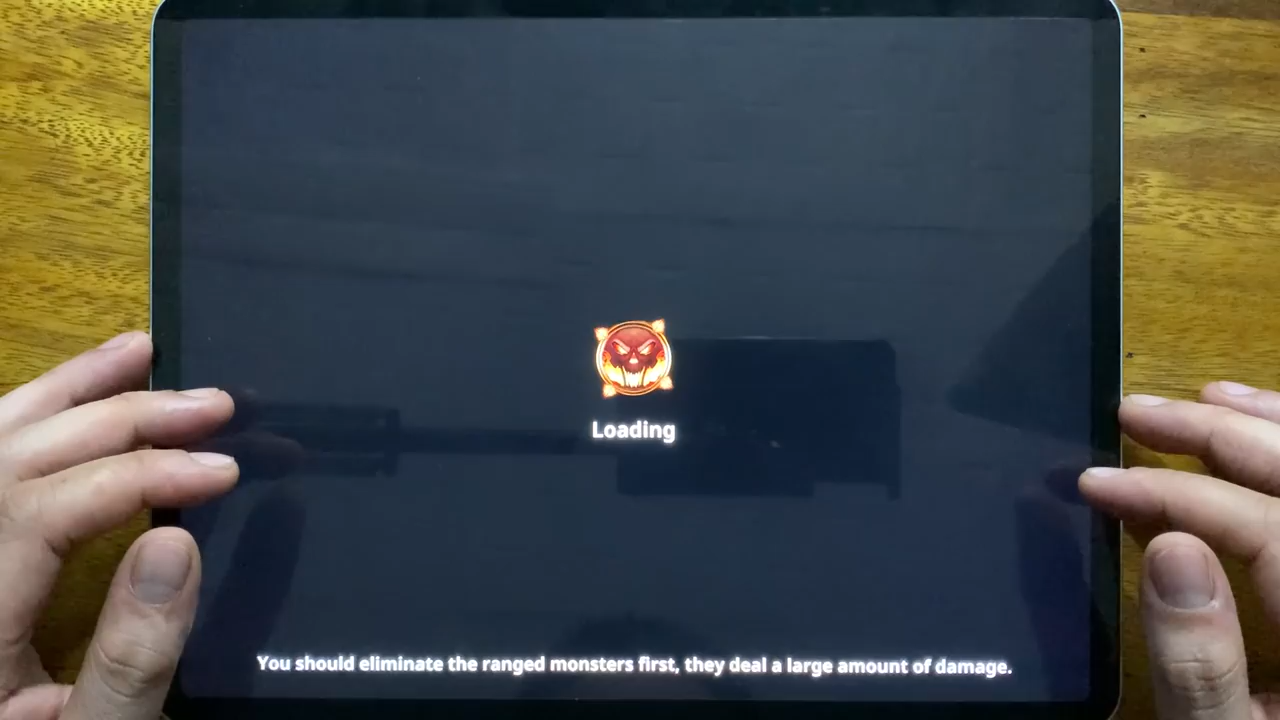 Loading
You should eliminate the ranged monsters first, they deal a large amount of damage.